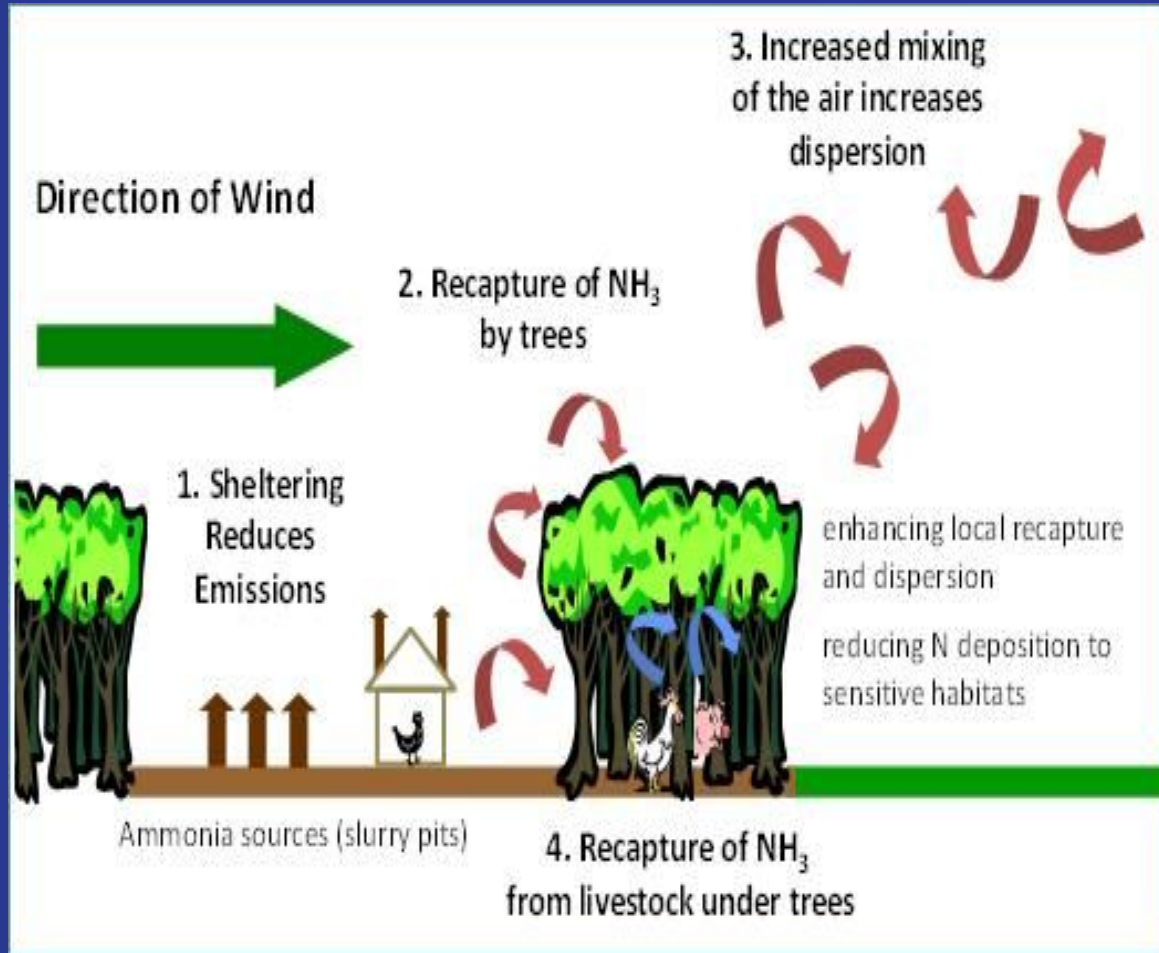 3. Increased mixing
of the air increases
dispersion
Direction of Wind
2. Recapture of NH₃
by trees
1. Sheltering
Reduces
Emissions
enhancing local recapture
and dispersion
reducing N deposition to
sensitive habitats
Ammonia sources (slurry pits)
4. Recapture of NH₃
from livestock under trees